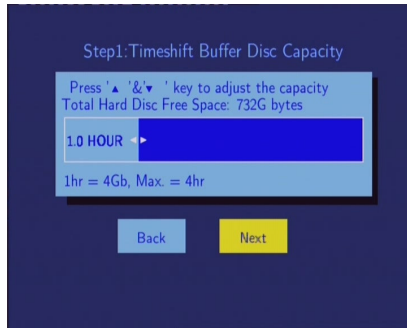 Step1:Timeshift Buffer Disc Capacity
Press '▲ '&'▼ ' key to adjust the capacity
Total Hard Disc Free Space: 732G bytes
1.0 HOUR
1hr = 4Gb, Max. = 4hr
Back Next